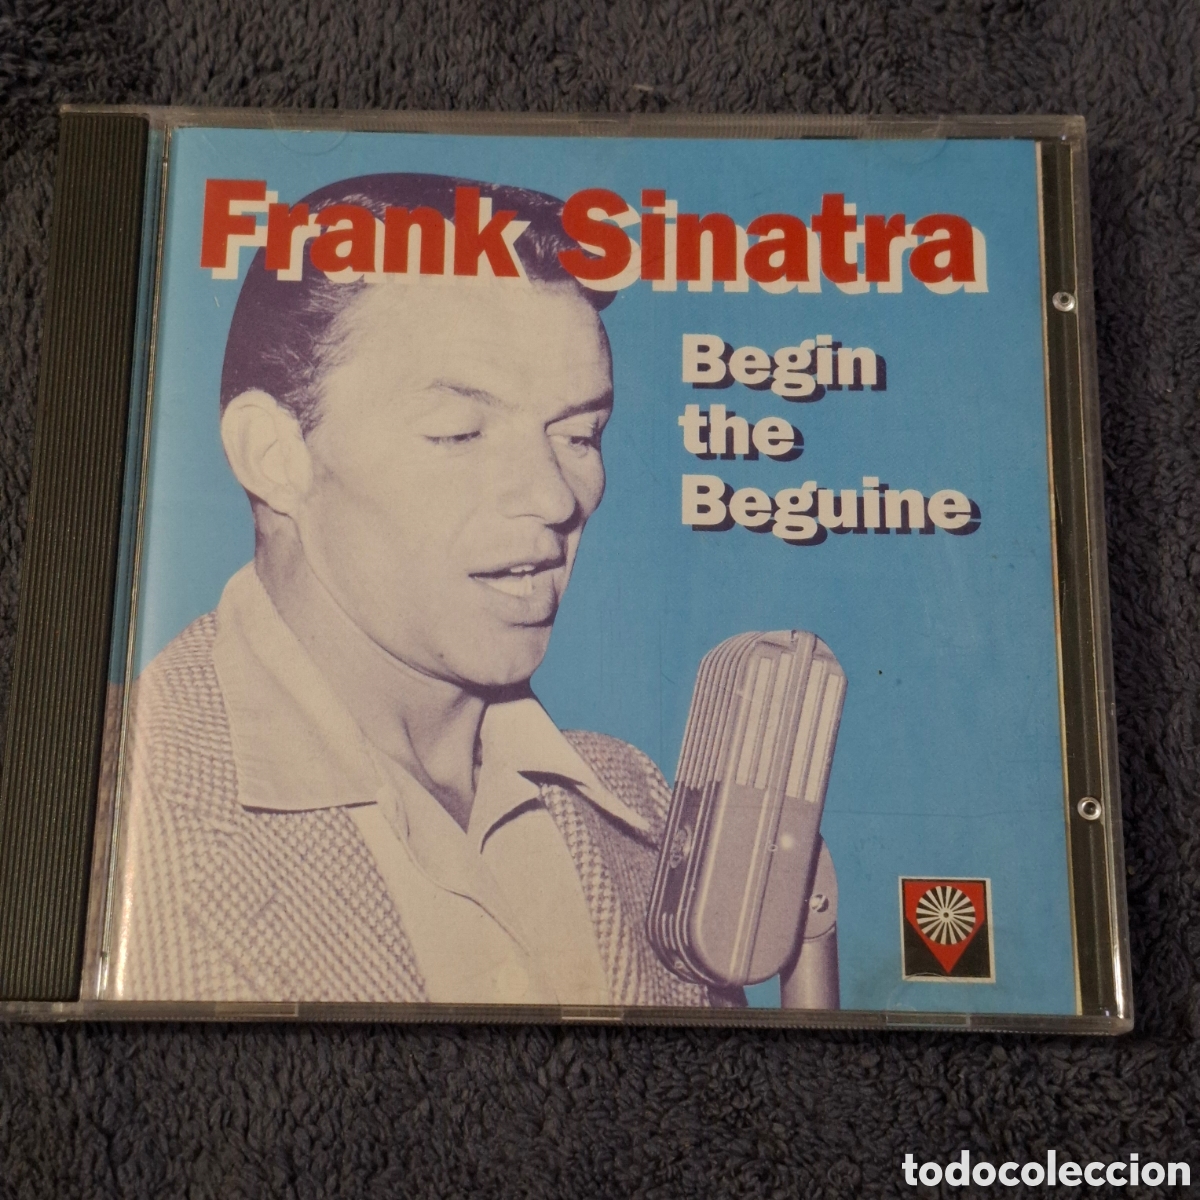 Frank Sinatra
Begin
the
Beguine
todocoleccion